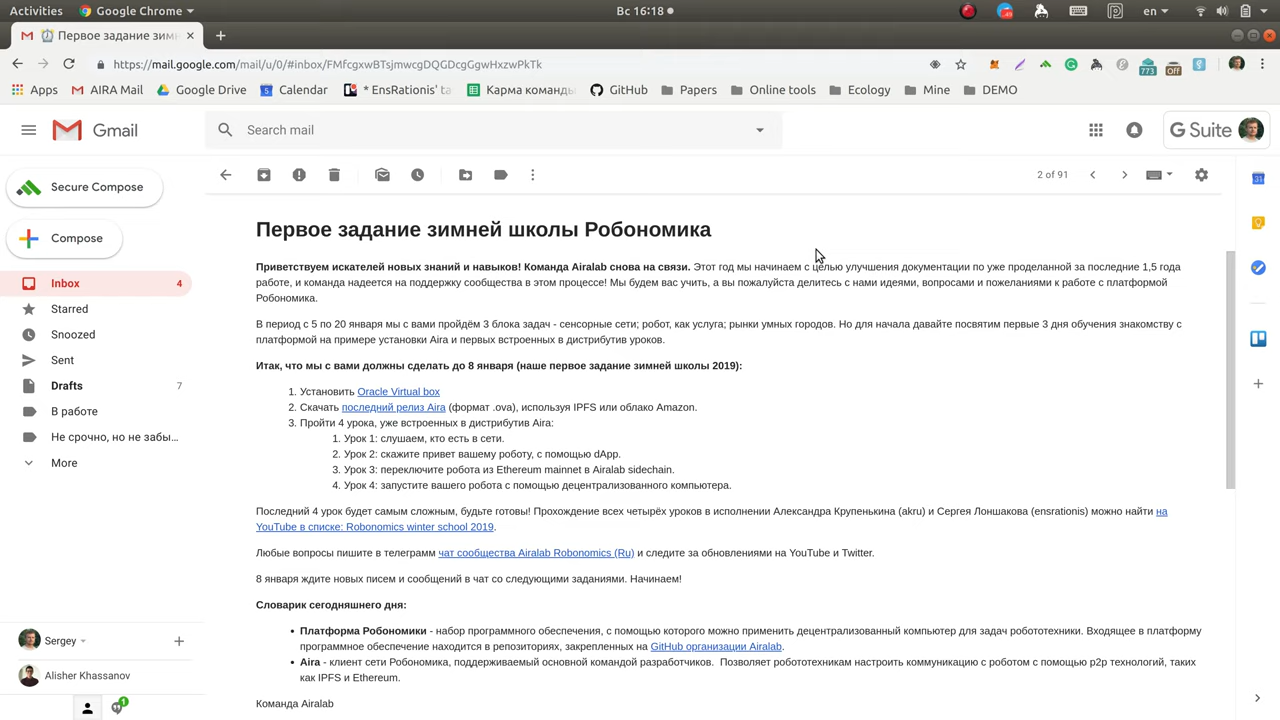 Activities Google Chrome Вс 16:18 en
Первое задание зимн
https://mail.google.com/mail/u/0/#inbox/FMfcgxwBTsjmwcgDQGDcgGgwHxzwPkTk
773 Off
Apps AIRA Mail Google Drive Calendar * EnsRationis' ta Карма команды GitHub Papers Online tools Ecology Mine DEMO
Gmail Search mail G Suite
Secure Compose 2 of 91
Compose
Inbox 4
Starred
Snoozed
Sent
Drafts 7
В работе
Не срочно, но не забы...
More
Sergey
Alisher Khassanov
1
31
Первое задание зимней школы Робономика
Приветствуем искателей новых знаний и навыков! Команда Airalab снова на связи. Этот год мы начинаем с целью улучшения документации по уже проделанной за последние 1,5 года
работе, и команда надеется на поддержку сообщества в этом процессе! Мы будем вас учить, а вы пожалуйста делитесь с нами идеями, вопросами и пожеланиями к работе с платформой
Робономика.
В период с 5 по 20 января мы с вами пройдём 3 блока задач - сенсорные сети; робот, как услуга; рынки умных городов. Но для начала давайте посвятим первые 3 дня обучения знакомству с
платформой на примере установки Aira и первых встроенных в дистрибутив уроков.
Итак, что мы с вами должны сделать до 8 января (наше первое задание зимней школы 2019):
1. Установить Oracle Virtual box
2. Скачать последний релиз Aira (формат .ova), используя IPFS или облако Amazon.
3. Пройти 4 урока, уже встроенных в дистрибутив Aira:
1. Урок 1: слушаем, кто есть в сети.
2. Урок 2: скажите привет вашему роботу, с помощью dApp.
3. Урок 3: переключите робота из Ethereum mainnet в Airalab sidechain.
4. Урок 4: запустите вашего робота с помощью децентрализованного компьютера.
Последний 4 урок будет самым сложным, будьте готовы! Прохождение всех четырёх уроков в исполнении Александра Крупенькина (akru) и Сергея Лоншакова (ensrationis) можно найти на
YouTube в списке: Robonomics winter school 2019.
Любые вопросы пишите в телеграмм чат сообщества Airalab Robonomics (Ru) и следите за обновлениями на YouTube и Twitter.
8 января ждите новых писем и сообщений в чат со следующими заданиями. Начинаем!
Словарик сегодняшнего дня:
• Платформа Робономики - набор программного обеспечения, с помощью которого можно применить децентрализованный компьютер для задач робототехники. Входящее в платформу
программное обеспечение находится в репозиториях, закрепленных на GitHub организации Airalab.
• Aira - клиент сети Робономика, поддерживаемый основной командой разработчиков. Позволяет робототехникам настроить коммуникацию с роботом с помощью p2p технологий, таких
как IPFS и Ethereum.
Команда Airalab